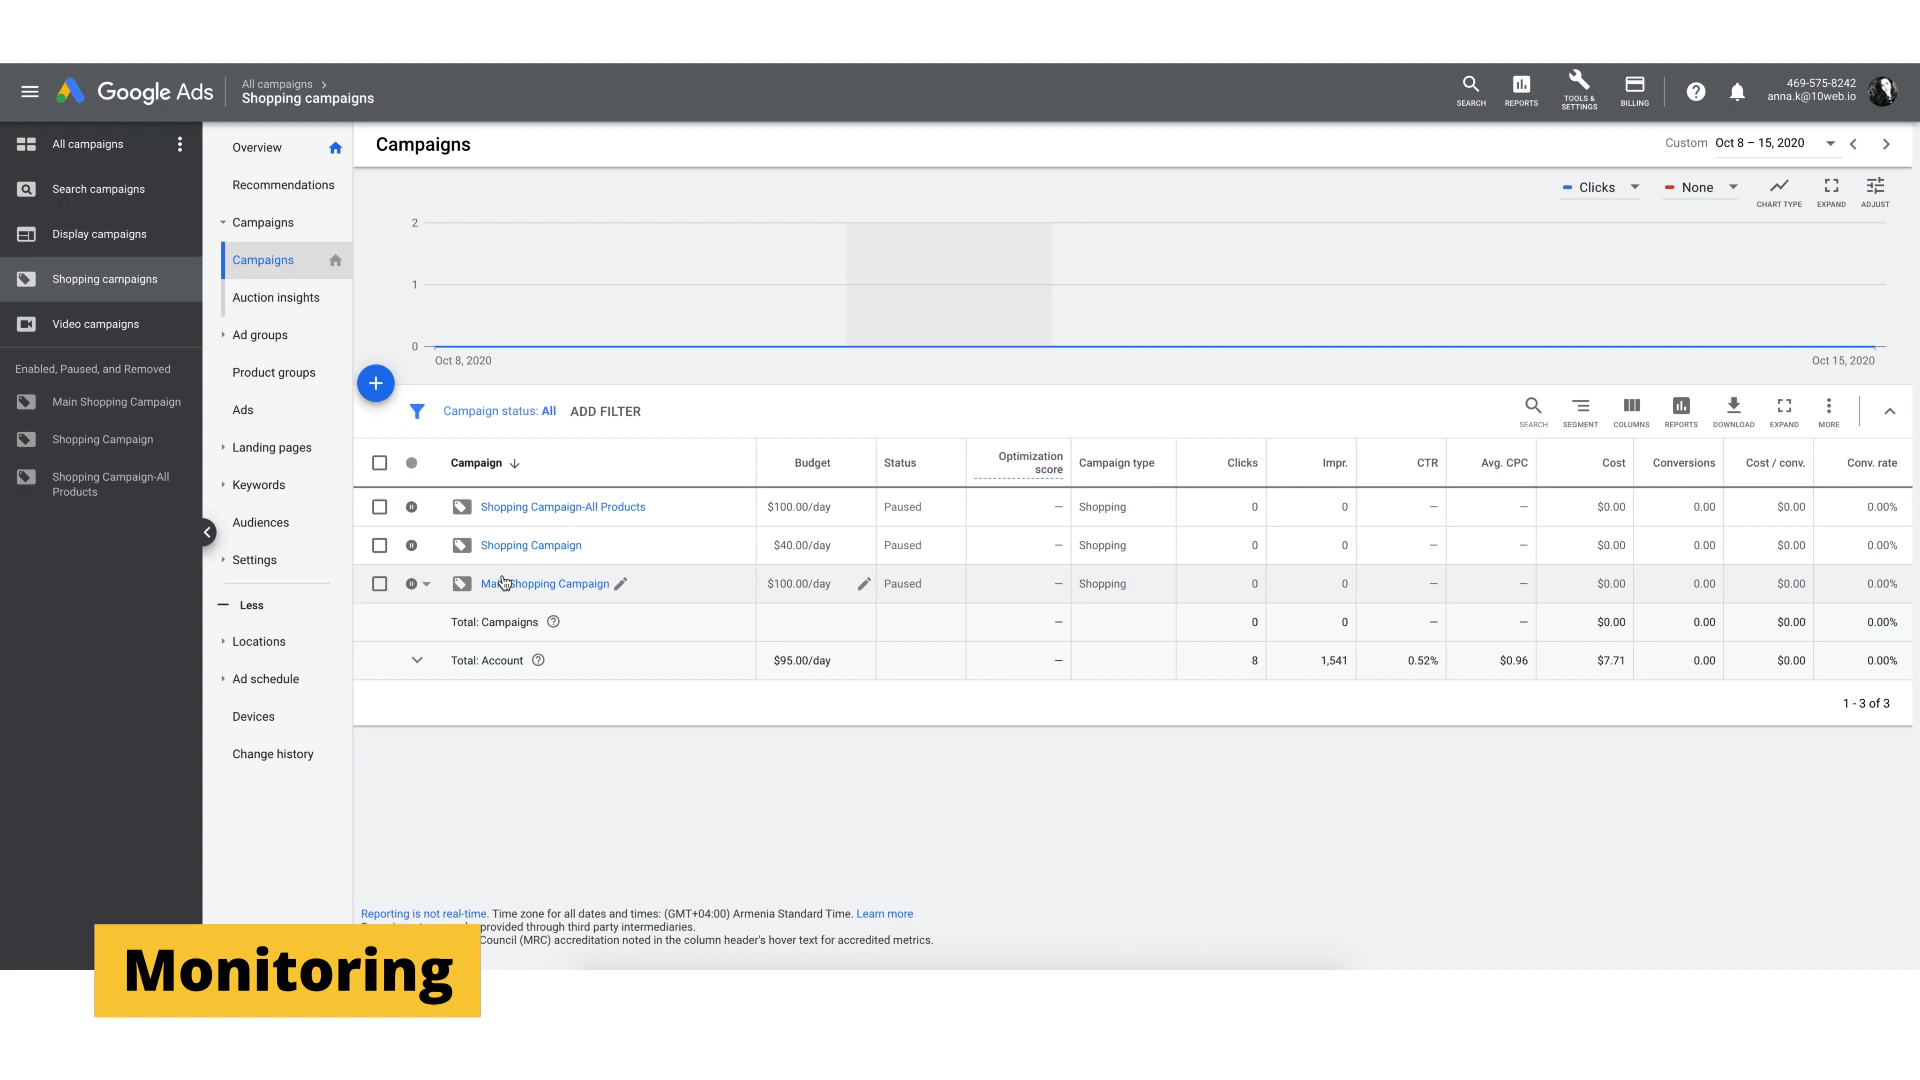 Google Ads
All campaigns
Shopping campaigns
SEARCH
REPORTS
TOOLS & SETTINGS
BILLING
469-575-8242
anna.k@10web.io
All campaigns
Search campaigns
Display campaigns
Shopping campaigns
Video campaigns
Enabled, Paused, and Removed
Main Shopping Campaign
Shopping Campaign
Shopping Campaign-All
Products
Overview
Recommendations
Campaigns
Campaigns
Auction insights
Ad groups
Product groups
Ads
Landing pages
Keywords
Audiences
Settings
Less
Locations
Ad schedule
Devices
Change history
Campaigns
Custom Oct 8 – 15, 2020
Clicks
None
CHART TYPE
EXPAND
ADJUST
2
1
0
Oct 8, 2020
Oct 15, 2020
Campaign status: All ADD FILTER
SEARCH SEGMENT COLUMNS REPORTS DOWNLOAD EXPAND MORE
Campaign Budget Status Optimization score Campaign type Clicks Impr. CTR Avg. CPC Cost Conversions Cost / conv. Conv. rate
Shopping Campaign-All Products $100.00/day Paused – Shopping 0 0 – – $0.00 0.00 $0.00 0.00%
Shopping Campaign $40.00/day Paused – Shopping 0 0 – – $0.00 0.00 $0.00 0.00%
Main Shopping Campaign $100.00/day Paused – Shopping 0 0 – – $0.00 0.00 $0.00 0.00%
Total: Campaigns – 0 0 – – $0.00 0.00 $0.00 0.00%
Total: Account $95.00/day – 8 1,541 0.52% $0.96 $7.71 0.00 $0.00 0.00%
1 - 3 of 3
Reporting is not real-time. Time zone for all dates and times: (GMT+04:00) Armenia Standard Time. Learn more
provided through third party intermediaries.
Council (MRC) accreditation noted in the column header's hover text for accredited metrics.
Monitoring